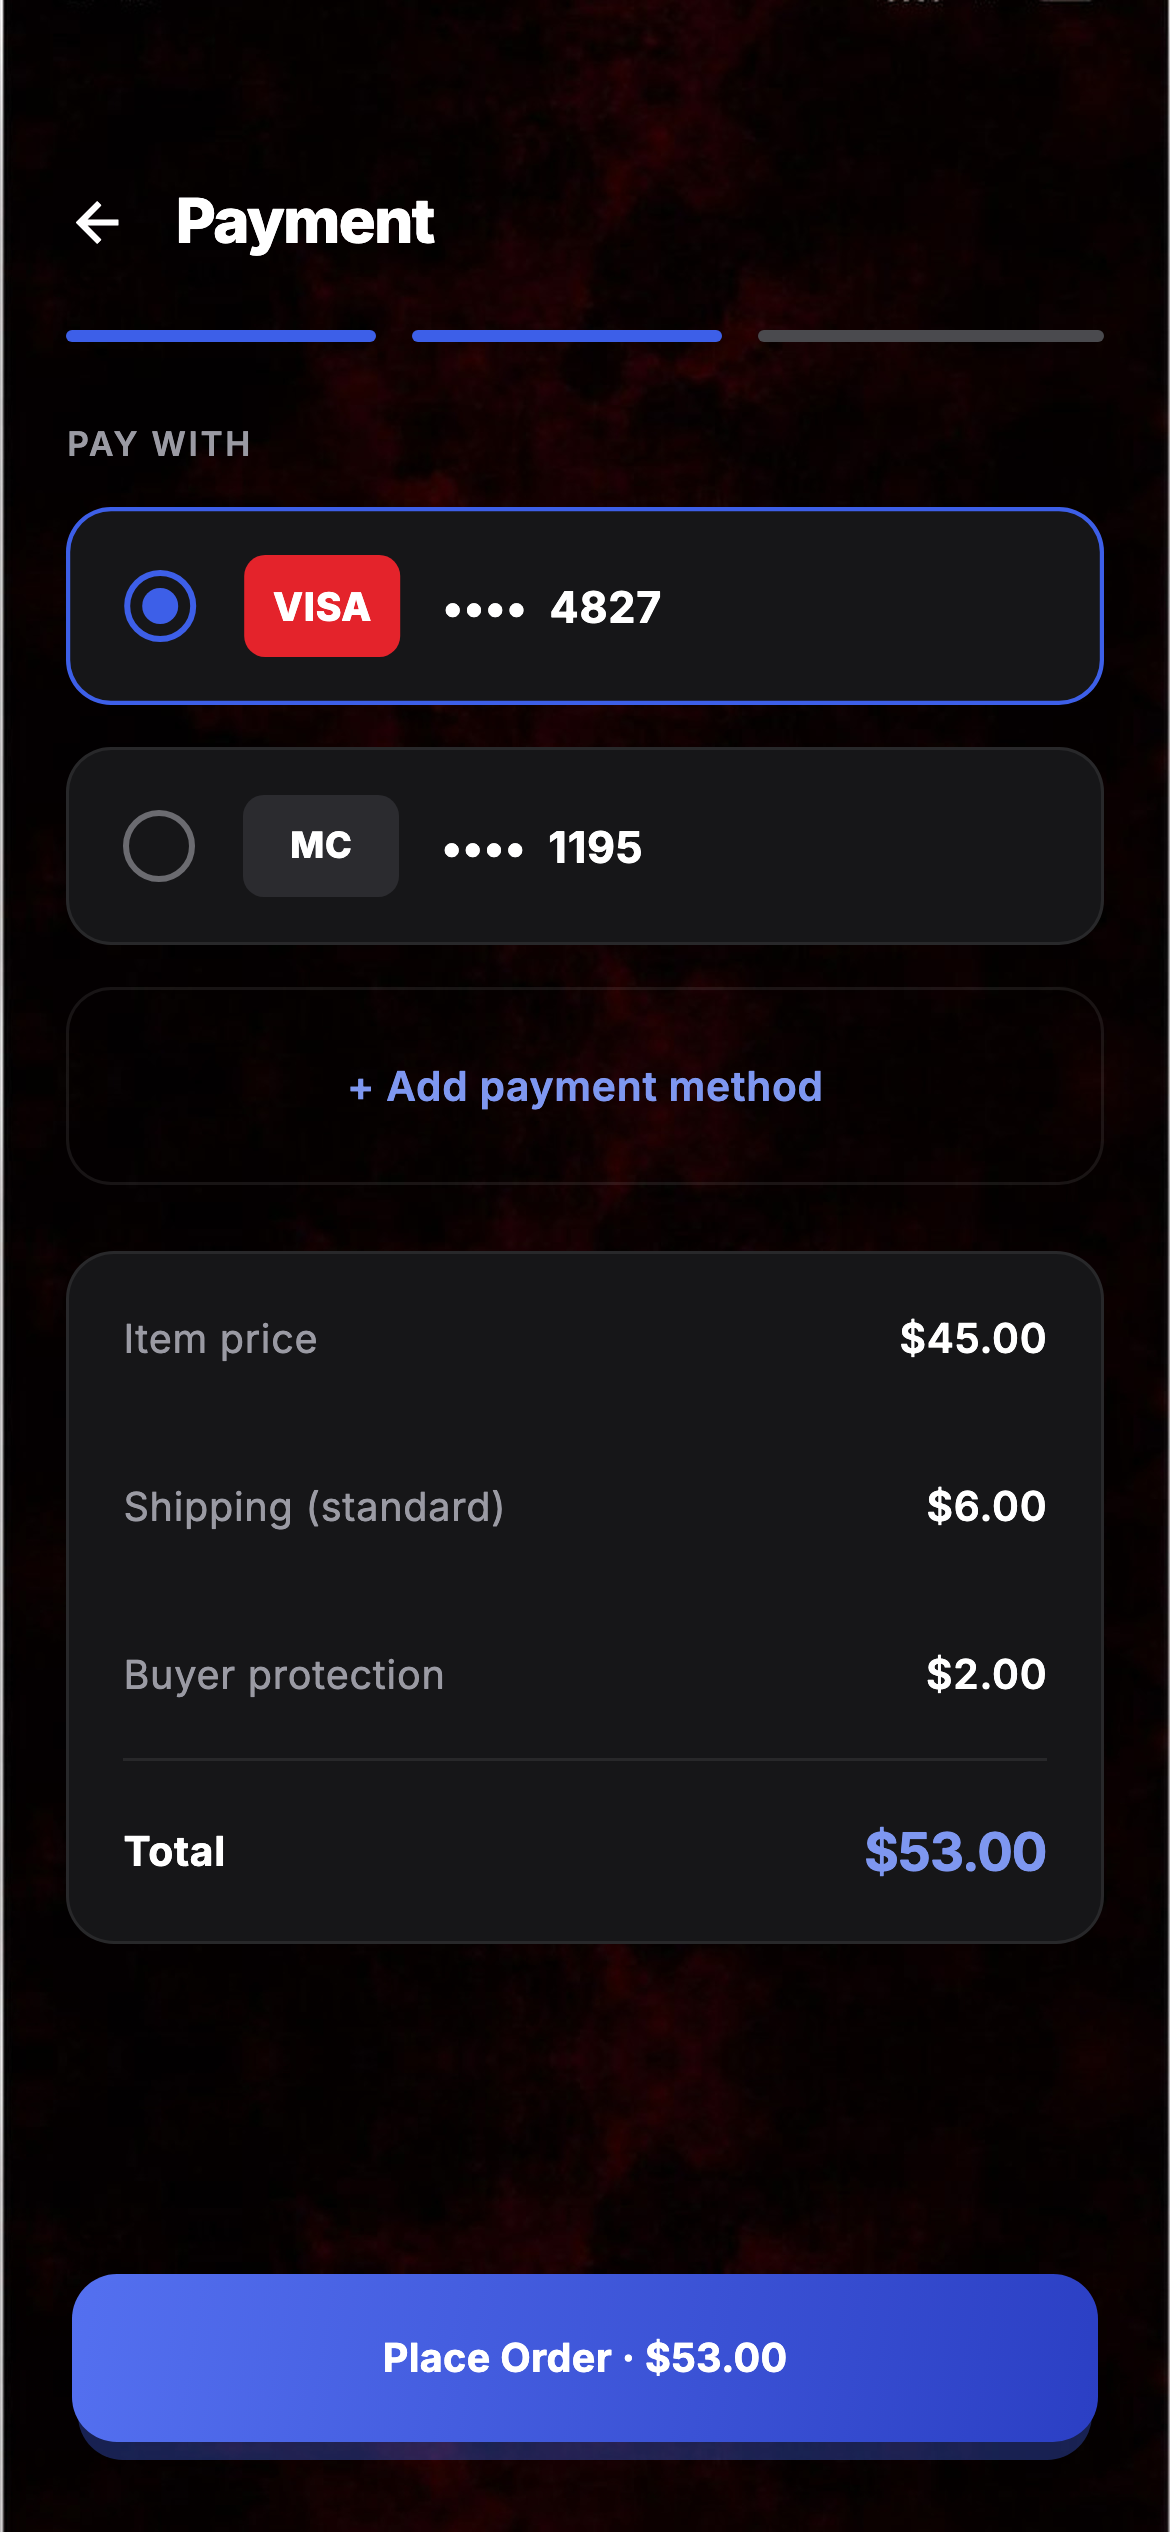 Payment
PAY WITH
VISA •••• 4827
MC •••• 1195
+ Add payment method
Item price $45.00
Shipping (standard) $6.00
Buyer protection $2.00
Total $53.00
Place Order · $53.00